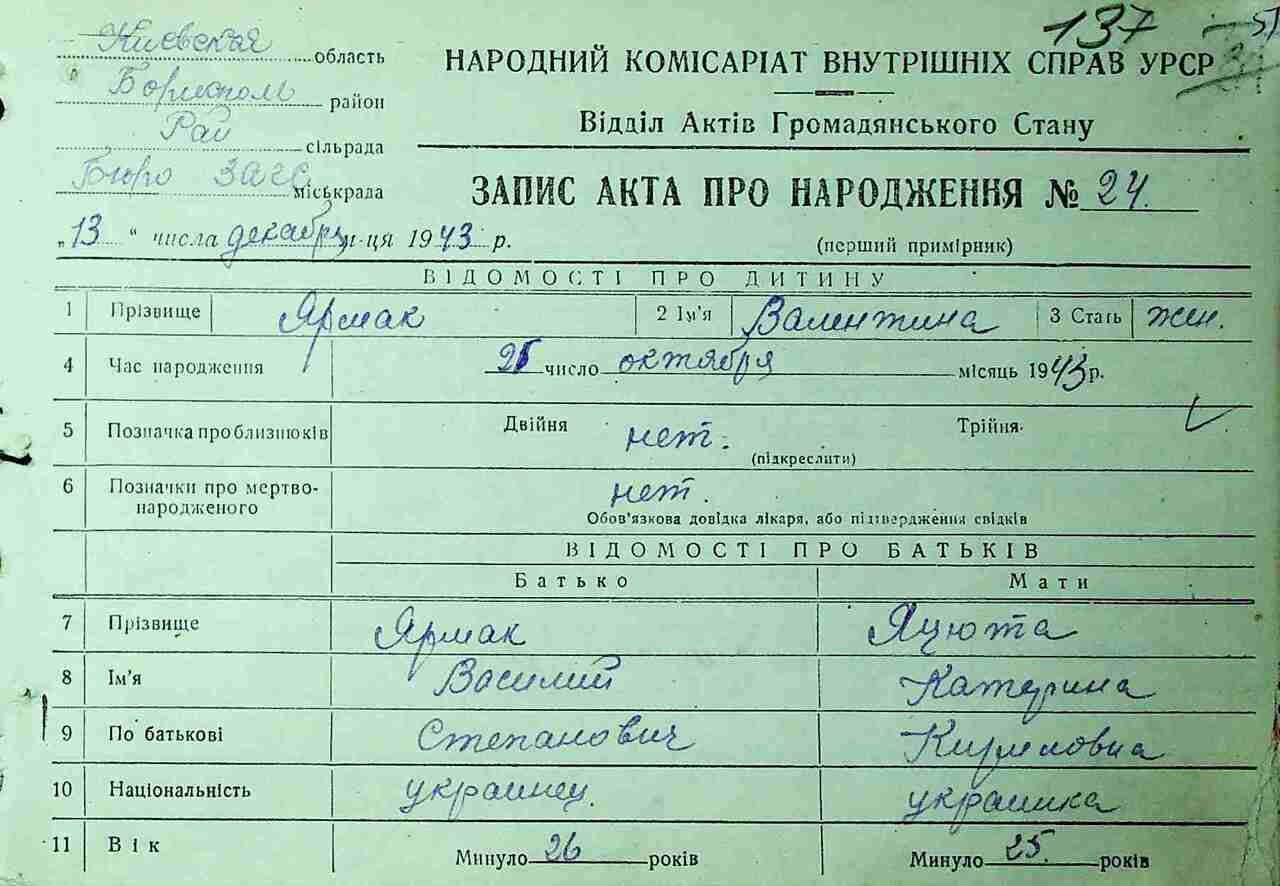 137
Киевская область
Борисполь район
Рай сільрада
Бюро ЗАГС міськрада
НАРОДНИЙ КОМІСАРІАТ ВНУТРІШНІХ СПРАВ УРСР
Відділ Актів Громадянського Стану
ЗАПИС АКТА ПРО НАРОДЖЕННЯ № 24.
„13 “ числа декабря м-ця 1943 р.
(перший примірник)
ВІДОМОСТІ ПРО ДИТИНУ
1 Прізвище Ярмак 2 Ім'я Валентина 3 Стать жен.
4 Час народження число октября місяць 1943 р.
5 Позначка про близнюків Двійня нет. Трійня
(підкреслити)
6 Позначки про мертво-
народженого нет.
Обов'язкова довідка лікаря, або підтвердження свідків
ВІДОМОСТІ ПРО БАТЬКІВ
Батько Мати
7 Прізвище Ярмак Яцюта
8 Ім'я Василий Катерина
9 По батькові Степанович Кириловна
10 Національність украинец. украинка
11 Вік Минуло 26 років Минуло 25. років